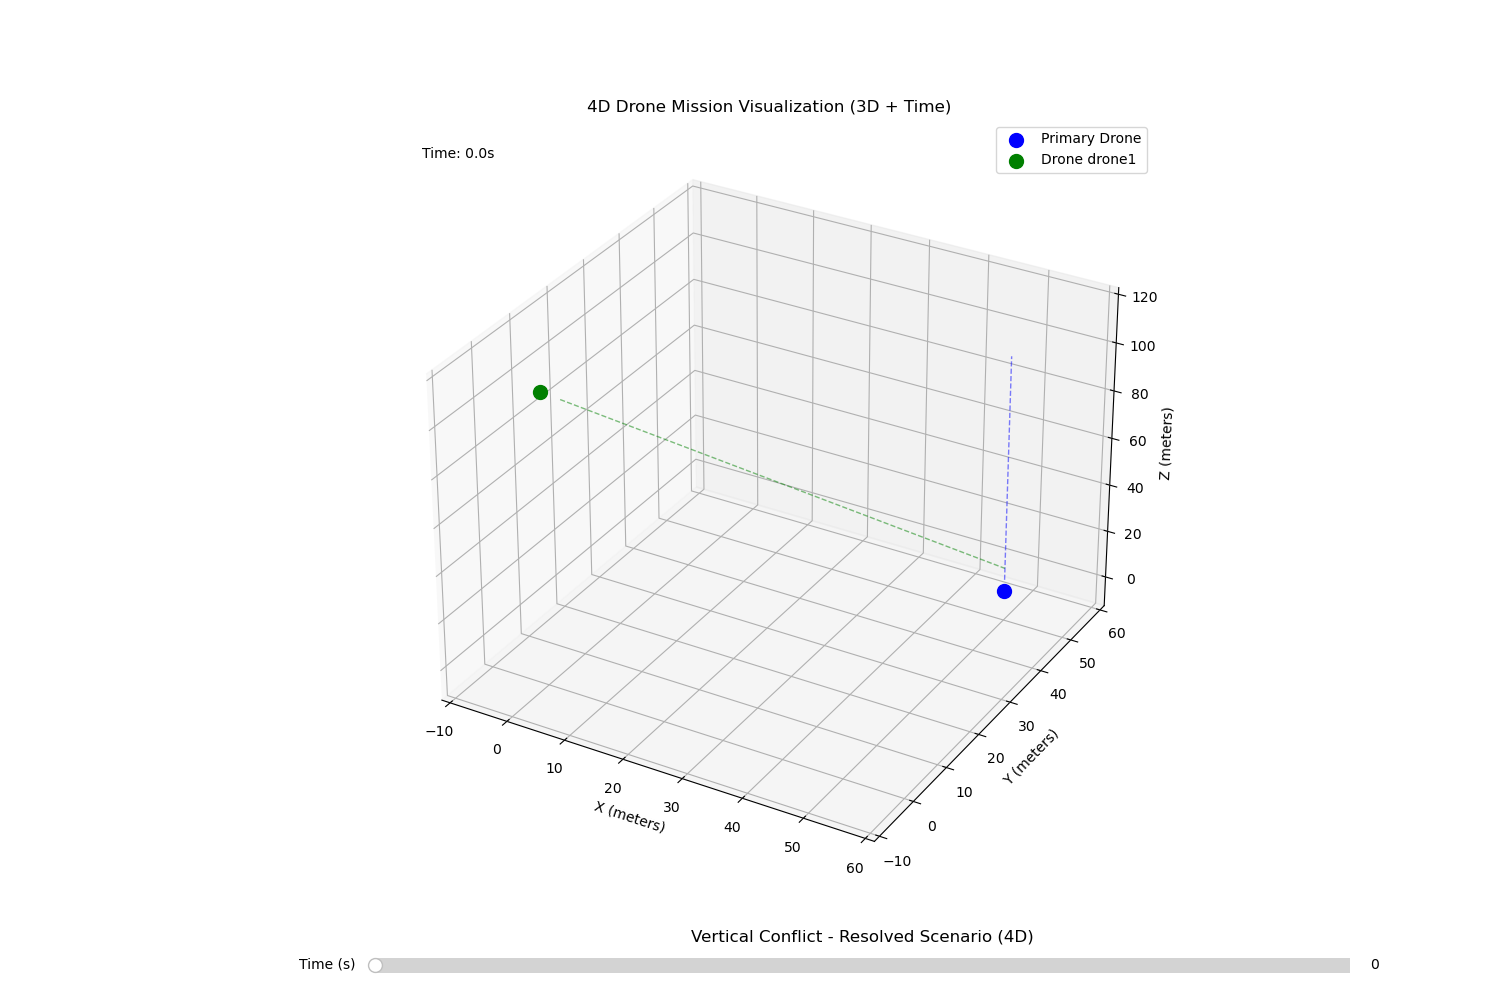 4D Drone Mission Visualization (3D + Time)
Time: 0.0s
Primary Drone
Drone drone1
120
100
80
60
40
20
0
Z (meters)
60
50
40
30
20
10
0
−10
Y (meters)
−10
0
10
20
30
40
50
60
X (meters)
Vertical Conflict - Resolved Scenario (4D)
Time (s)
0